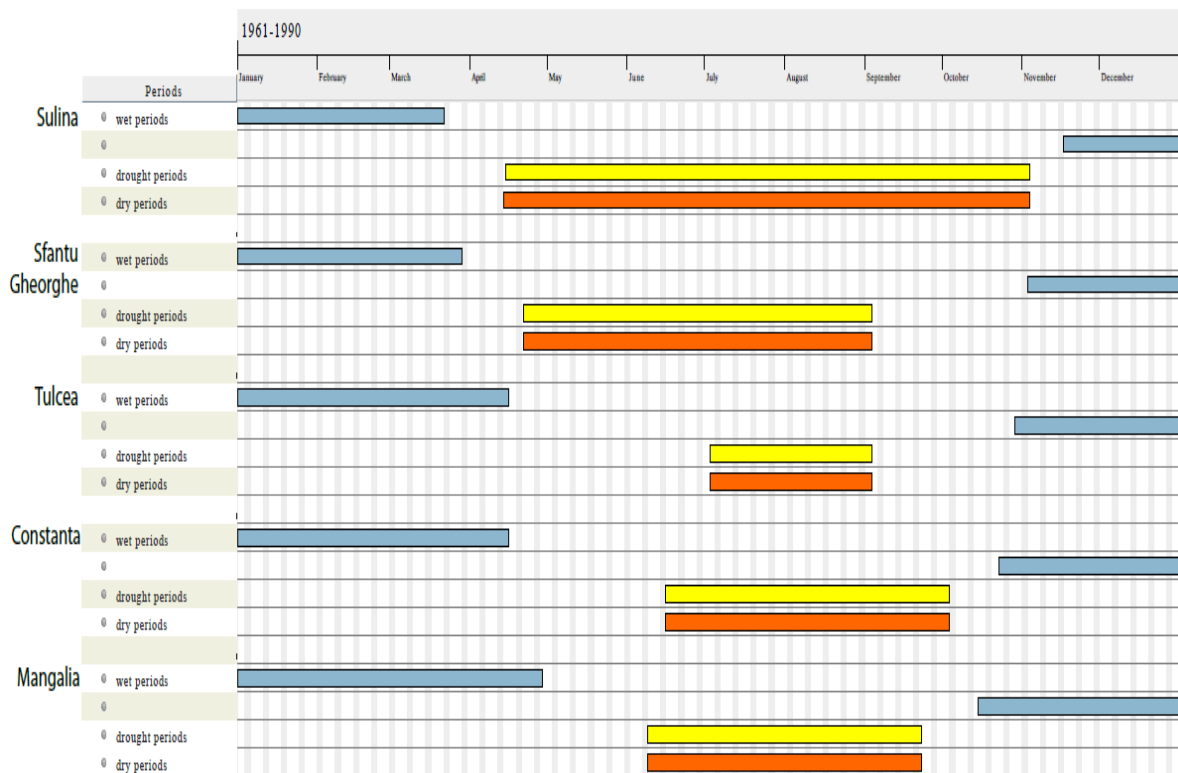 1961-1990
January February March April May June July August September October November December
Periods
Sulina wet periods
drought periods
dry periods
Sfantu wet periods
Gheorghe
drought periods
dry periods
Tulcea wet periods
drought periods
dry periods
Constanta wet periods
drought periods
dry periods
Mangalia wet periods
drought periods
dry periods